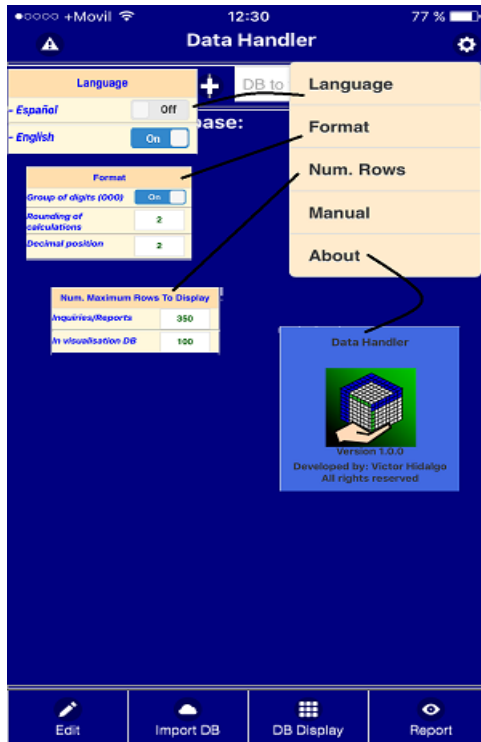 +Movil 12:30 77 %
Data Handler
DB to
base:
Language
- Español Off
- English On
Format
Group of digits (000) On
Rounding of
calculations 2
Decimal position 2
Num. Maximum Rows To Display
Inquiries/Reports 350
In visualisation DB 100
Language
Format
Num. Rows
Manual
About
Data Handler
Version 1.0.0
Developed by: Victor Hidalgo
All rights reserved
Edit Import DB DB Display Report